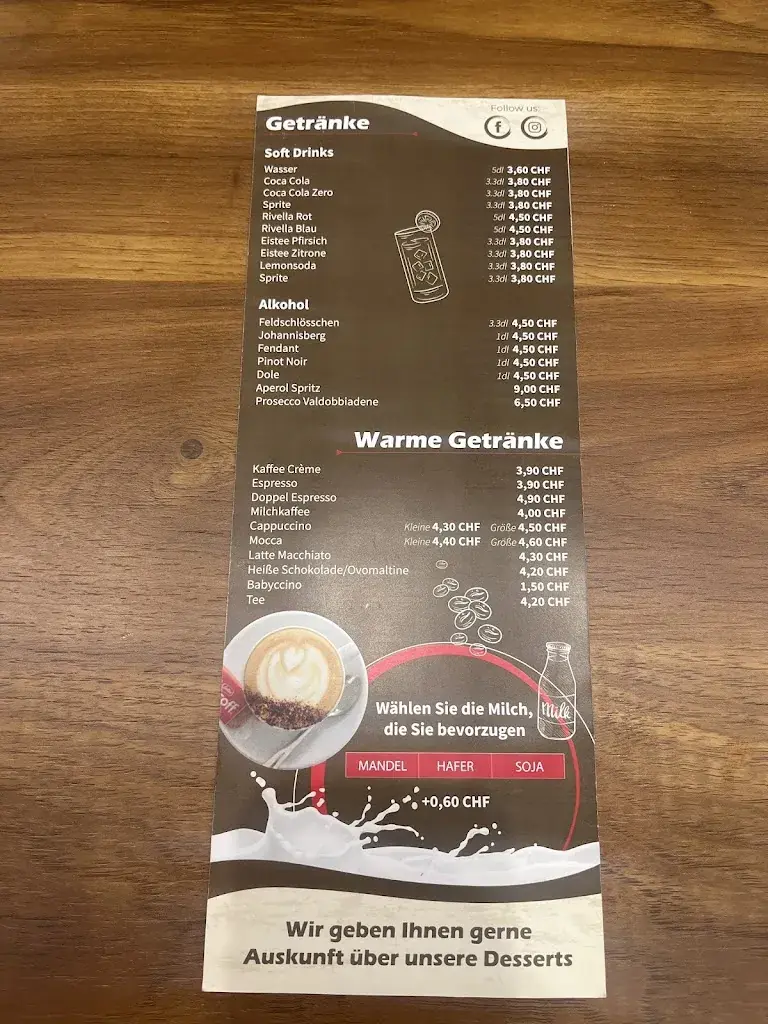 Follow us:
Getränke
Soft Drinks
Wasser 5dl 3,60 CHF
Coca Cola 3.3dl 3,80 CHF
Coca Cola Zero 3.3dl 3,80 CHF
Sprite 3.3dl 3,80 CHF
Rivella Rot 5dl 4,50 CHF
Rivella Blau 5dl 4,50 CHF
Eistee Pfirsich 3.3dl 3,80 CHF
Eistee Zitrone 3.3dl 3,80 CHF
Lemonsoda 3.3dl 3,80 CHF
Sprite 3.3dl 3,80 CHF
Alkohol
Feldschlösschen 3.3dl 4,50 CHF
Johannisberg 1dl 4,50 CHF
Fendant 1dl 4,50 CHF
Pinot Noir 1dl 4,50 CHF
Dole 1dl 4,50 CHF
Aperol Spritz 9,00 CHF
Prosecco Valdobbiadene 6,50 CHF
Warme Getränke
Kaffee Crème 3,90 CHF
Espresso 3,90 CHF
Doppel Espresso 4,90 CHF
Milchkaffee 4,00 CHF
Cappuccino Kleine 4,30 CHF Größe 4,50 CHF
Mocca Kleine 4,40 CHF Größe 4,60 CHF
Latte Macchiato 4,30 CHF
Heiße Schokolade/Ovomaltine 4,20 CHF
Babyccino 1,50 CHF
Tee 4,20 CHF
Milk
Wählen Sie die Milch,
die Sie bevorzugen
MANDEL HAFER SOJA
+0,60 CHF
Wir geben Ihnen gerne
Auskunft über unsere Desserts